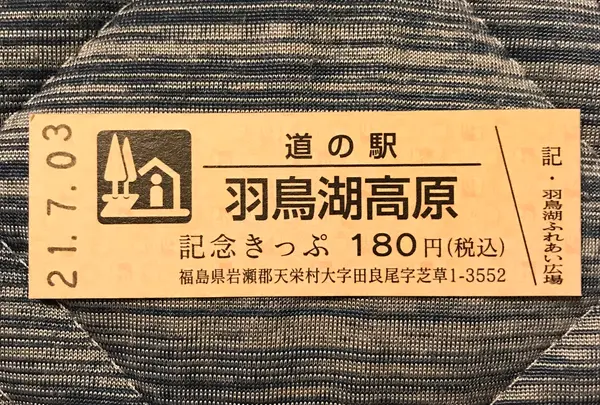 21.7.03
道の駅
羽鳥湖高原
記念きっぷ 180円(税込)
福島県岩瀬郡天栄村大字田良尾字芝草1-3552
記・羽鳥湖ふれあい広場